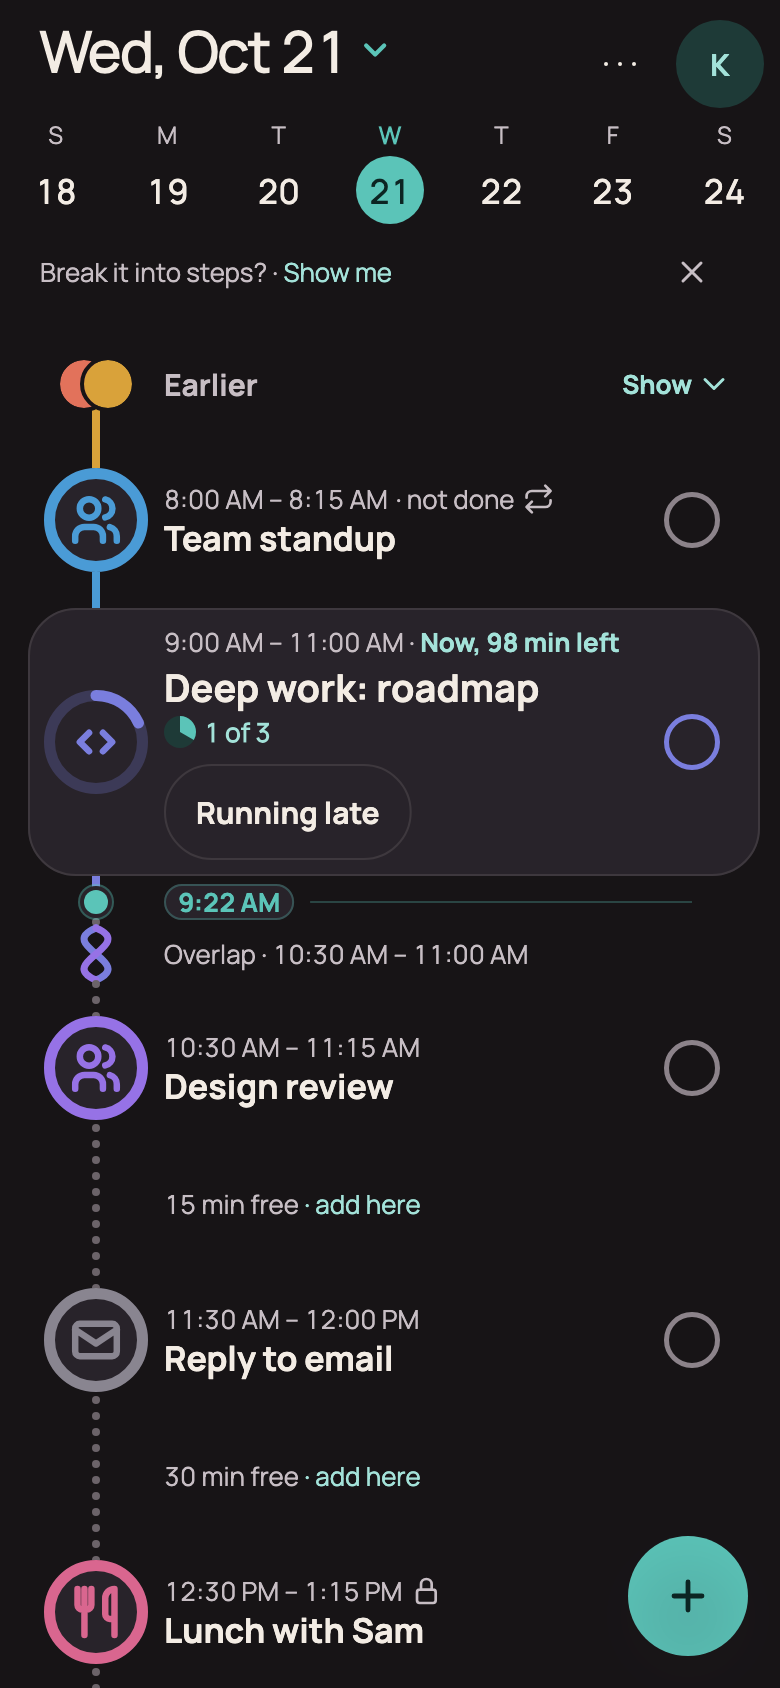 Wed, Oct 21
...
K
S M T W T F S
18 19 20 21 22 23 24
Break it into steps? · Show me
Earlier
Show
8:00 AM – 8:15 AM · not done
Team standup
9:00 AM – 11:00 AM · Now, 98 min left
Deep work: roadmap
1 of 3
Running late
9:22 AM
Overlap · 10:30 AM – 11:00 AM
10:30 AM – 11:15 AM
Design review
15 min free · add here
11:30 AM – 12:00 PM
Reply to email
30 min free · add here
12:30 PM – 1:15 PM
Lunch with Sam